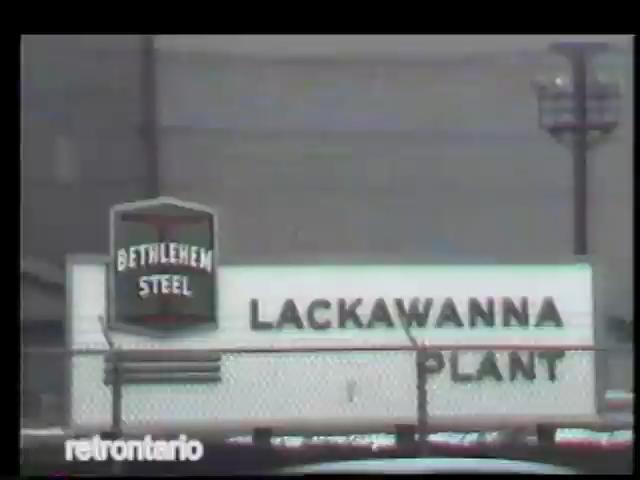 BETHLEHEM
STEEL
LACKAWANNA
PLANT
retrontario